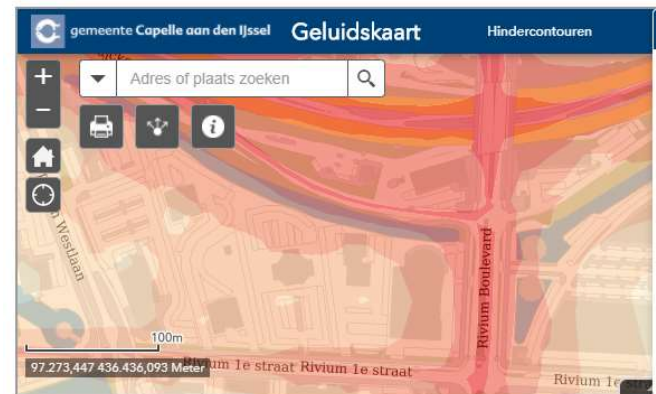 gemeente Capelle aan den IJssel Geluidskaart Hindercontouren
Adres of plaats zoeken
Westlaan
Rivium Boulevard
100m
97.273,447 436.436,093 Meter
Rivium 1e straat Rivium 1e straat
Rivium 1e